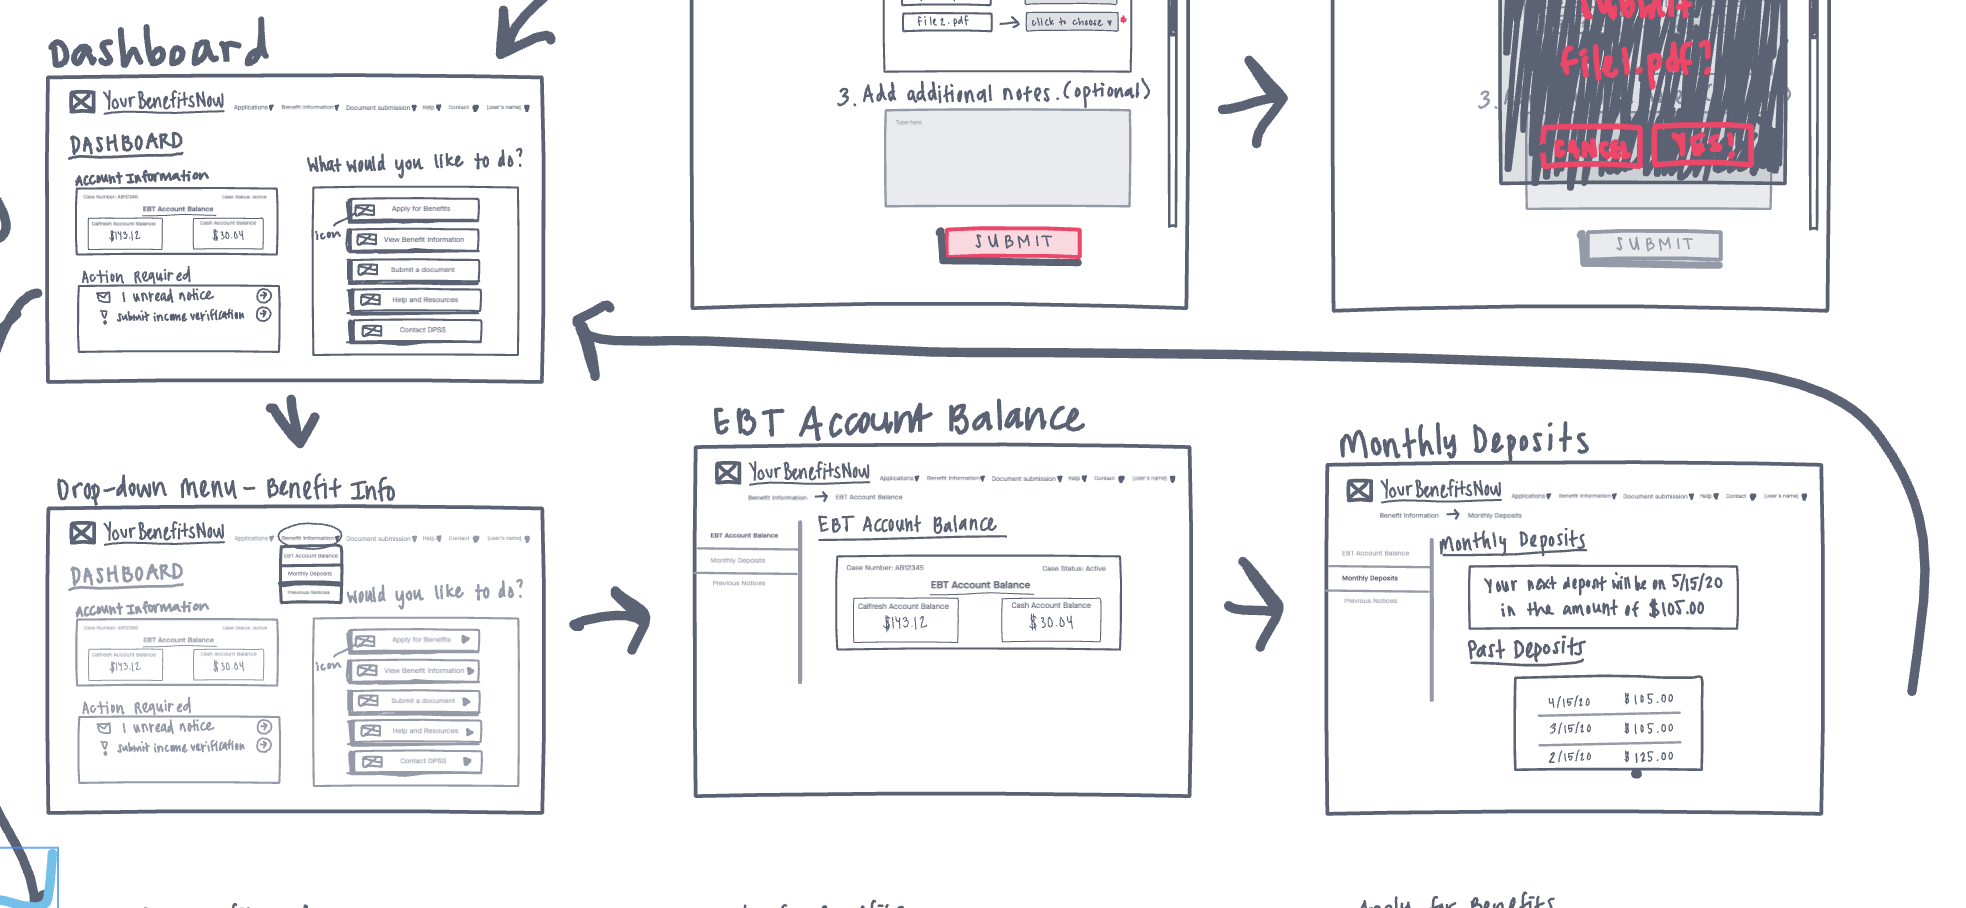 Dashboard
YourBenefitsNow
Applications
Benefit Information
Document submission
Help
Contact
[user's name]
DASHBOARD
Account Information
Case Number: AB12345
Case Status: Active
EBT Account Balance
Calfresh Account Balance
Cash Account Balance
$143.12
$30.04
Action Required
1 unread notice
submit income verification
What would you like to do?
icon
Apply for Benefits
View Benefit Information
Submit a document
Help and Resources
Contact DPSS
file2.pdf
click to choose
*
3. Add additional notes. (optional)
Type here
SUBMIT
submit
file1.pdf?
3.
CANCEL
YES!
SUBMIT
Drop-down menu - Benefit Info
YourBenefitsNow
Applications
Benefit Information
Document submission
Help
Contact
[user's name]
EBT Account Balance
Monthly Deposits
Previous Notices
DASHBOARD
would you like to do?
Account Information
Case Number: AB12345
Case Status: Active
EBT Account Balance
Calfresh Account Balance
Cash Account Balance
$143.12
$30.04
Action Required
1 unread notice
submit income verification
icon
Apply for Benefits
View Benefit Information
Submit a document
Help and Resources
Contact DPSS
EBT Account Balance
YourBenefitsNow
Applications
Benefit Information
Document submission
Help
Contact
[user's name]
Benefit Information
EBT Account Balance
EBT Account Balance
Monthly Deposits
Previous Notices
EBT Account Balance
Case Number: AB12345
Case Status: Active
EBT Account Balance
Calfresh Account Balance
Cash Account Balance
$143.12
$30.04
Monthly Deposits
YourBenefitsNow
Applications
Benefit Information
Document submission
Help
Contact
[user's name]
Benefit Information
Monthly Deposits
EBT Account Balance
Monthly Deposits
Previous Notices
Monthly Deposits
Your next deposit will be on 5/15/20
in the amount of $105.00
Past Deposits
4/15/20 $105.00
3/15/20 $105.00
2/15/20 $125.00
Apply for Benefits